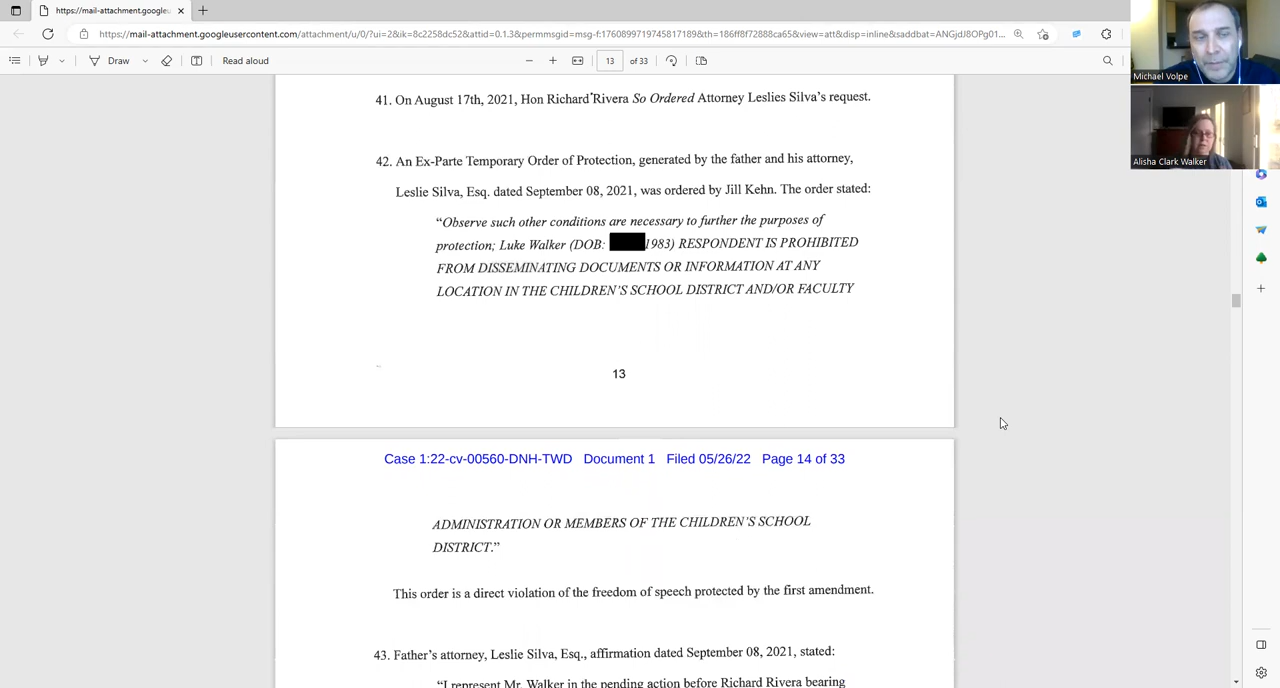 https://mail-attachment.googleu
https://mail-attachment.googleusercontent.com/attachment/u/0/?ui=2&ik=8c2258dc52&attid=0.1.3&permmsgid=msg-f:1760899719745817189&th=186ff8f72888ca65&view=att&disp=inline&saddbat=ANGjdJ8OPg01...
Draw
Read aloud
13 of 33
Michael Volpe
Alisha Clark Walker
41. On August 17th, 2021, Hon Richard Rivera So Ordered Attorney Leslies Silva's request.
42. An Ex-Parte Temporary Order of Protection, generated by the father and his attorney,
Leslie Silva, Esq. dated September 08, 2021, was ordered by Jill Kehn. The order stated:
"Observe such other conditions are necessary to further the purposes of
protection; Luke Walker (DOB: 1983) RESPONDENT IS PROHIBITED
FROM DISSEMINATING DOCUMENTS OR INFORMATION AT ANY
LOCATION IN THE CHILDREN'S SCHOOL DISTRICT AND/OR FACULTY
13
Case 1:22-cv-00560-DNH-TWD Document 1 Filed 05/26/22 Page 14 of 33
ADMINISTRATION OR MEMBERS OF THE CHILDREN'S SCHOOL
DISTRICT."
This order is a direct violation of the freedom of speech protected by the first amendment.
43. Father's attorney, Leslie Silva, Esq., affirmation dated September 08, 2021, stated:
"I represent Mr. Walker in the pending action before Richard Rivera bearing